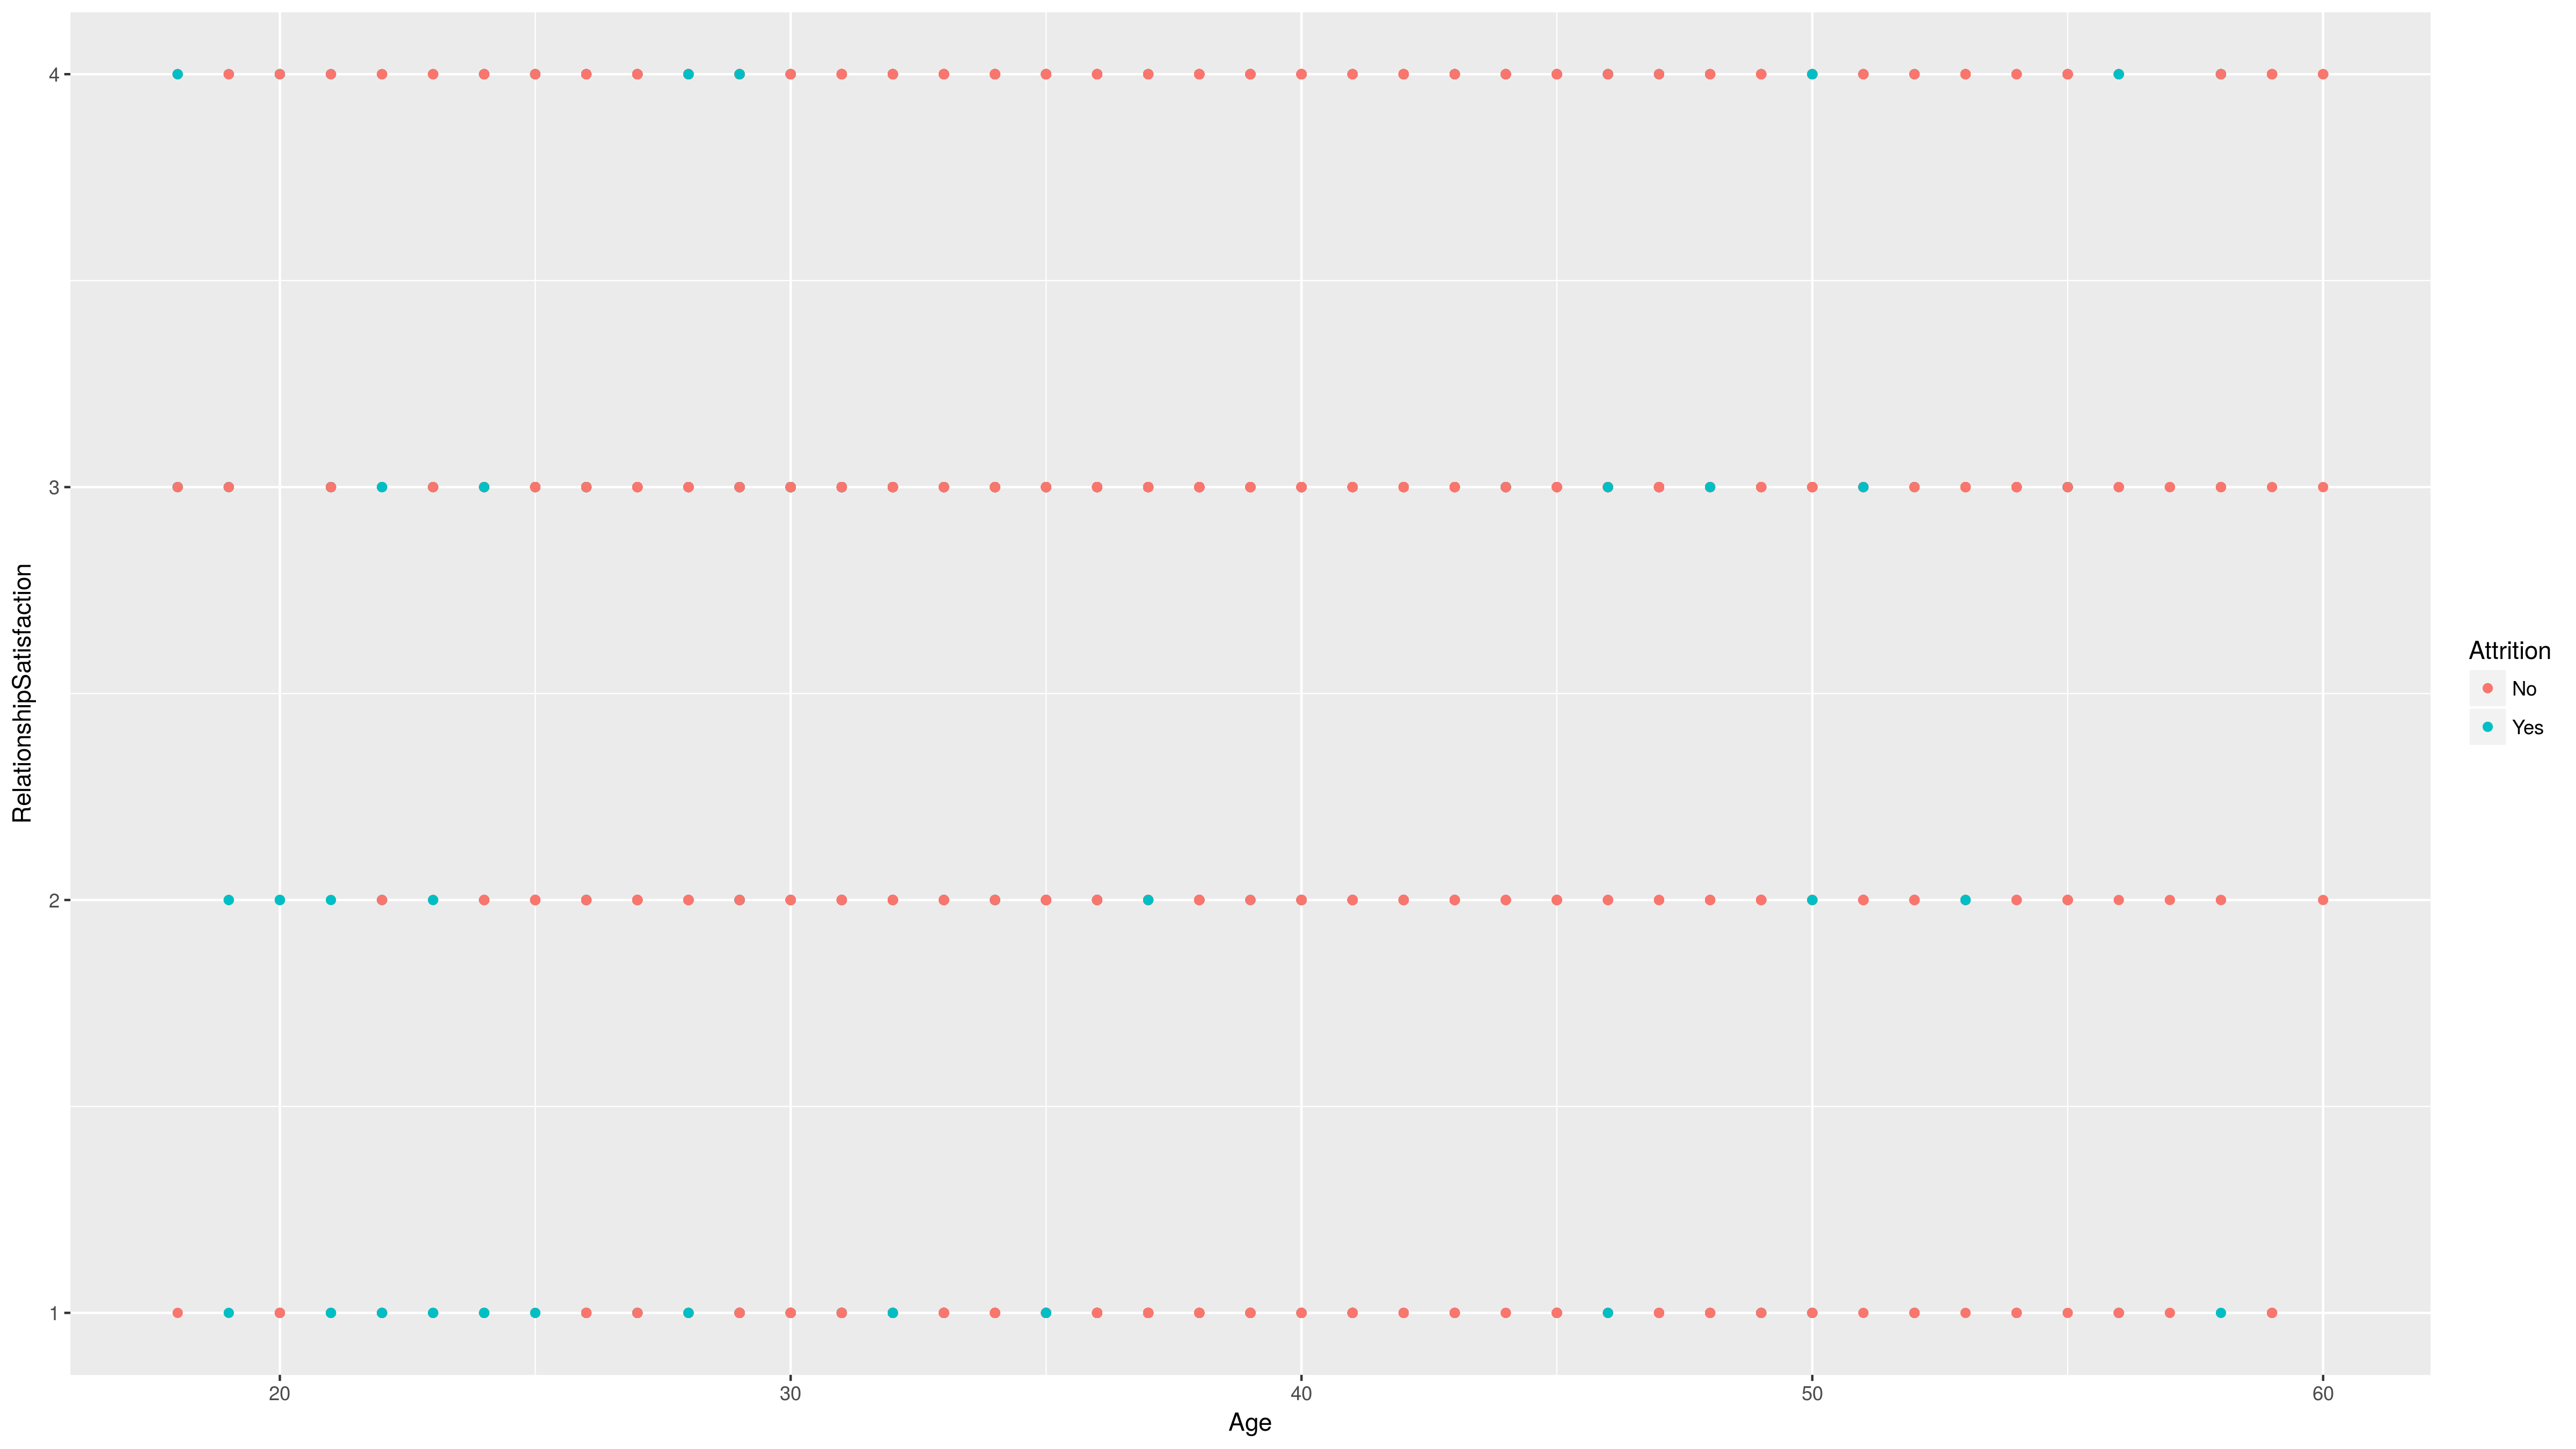 4
3
2
1
RelationshipSatisfaction
20 30 40 50 60
Age
Attrition
No
Yes